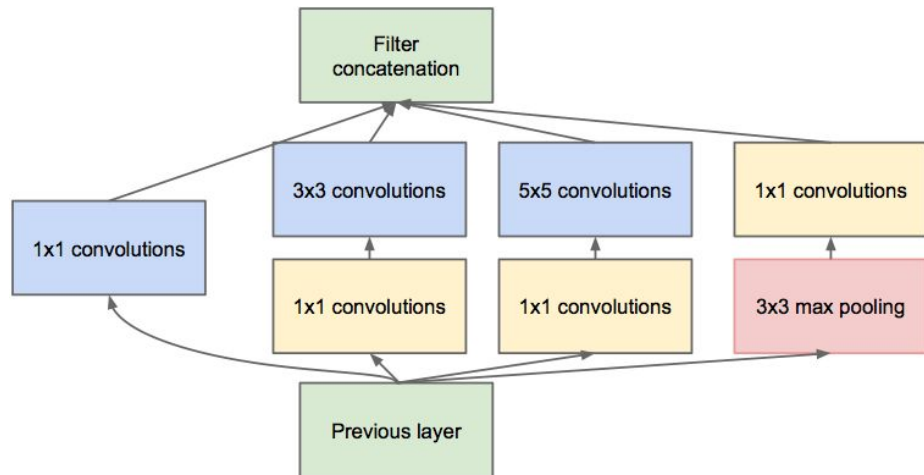 Filter
concatenation
3x3 convolutions
5x5 convolutions
1x1 convolutions
1x1 convolutions
1x1 convolutions
1x1 convolutions
3x3 max pooling
Previous layer